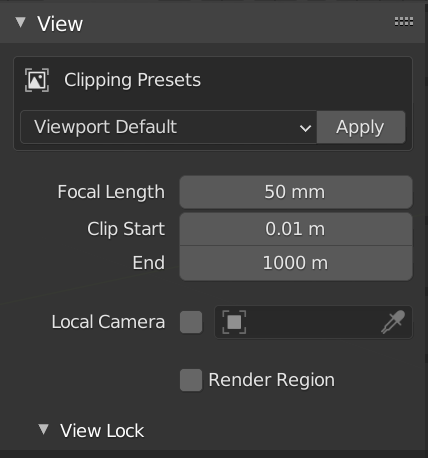 View
Clipping Presets
Viewport Default Apply
Focal Length 50 mm
Clip Start 0.01 m
End 1000 m
Local Camera
Render Region
View Lock